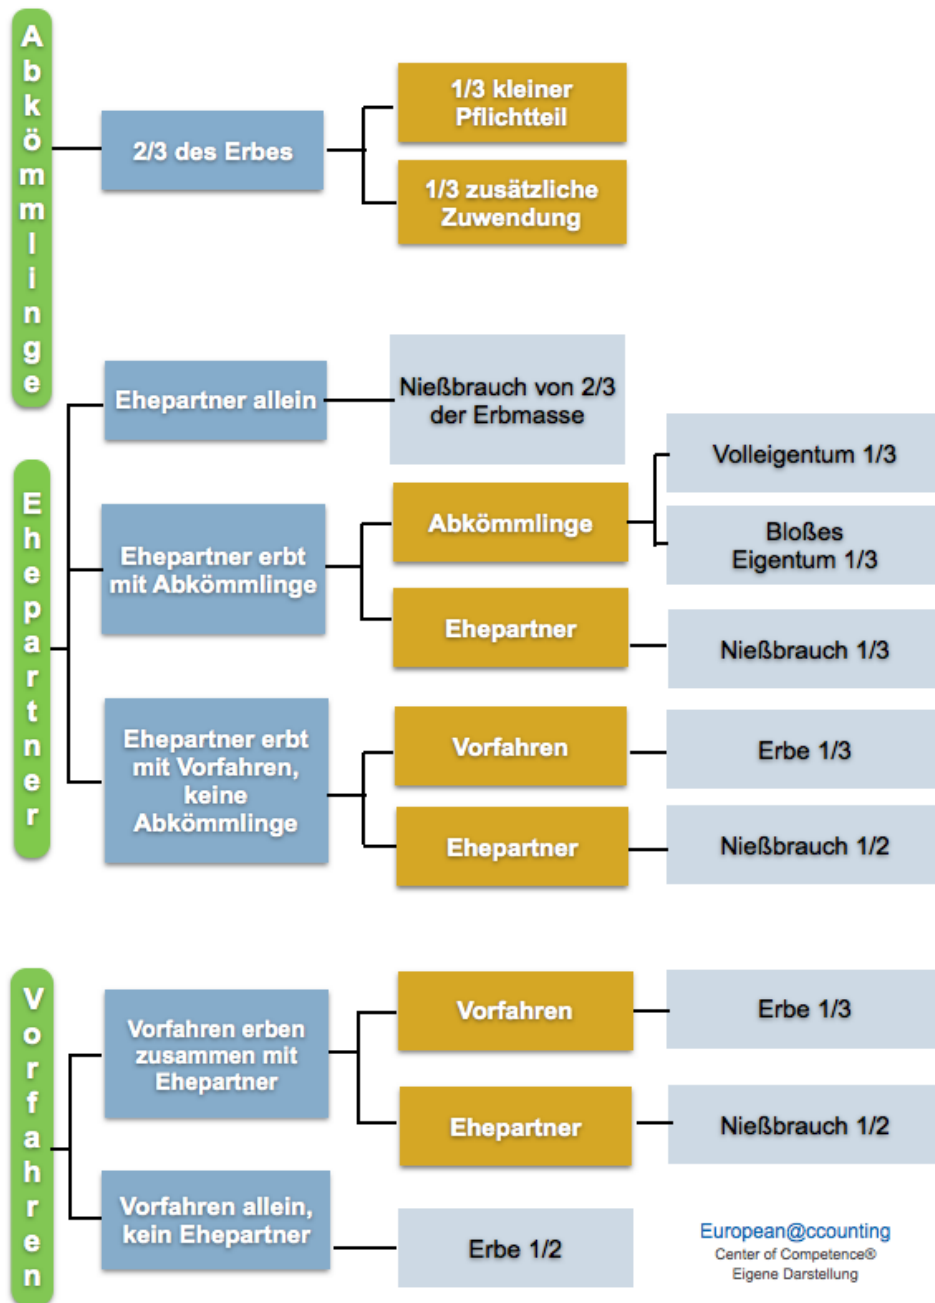 Abkömmlinge
2/3 des Erbes
1/3 kleiner
Pflichtteil
1/3 zusätzliche
Zuwendung
Ehepartner
Ehepartner allein
Nießbrauch von 2/3
der Erbmasse
Ehepartner erbt
mit Abkömmlinge
Abkömmlinge
Volleigentum 1/3
Bloßes
Eigentum 1/3
Ehepartner
Nießbrauch 1/3
Ehepartner erbt
mit Vorfahren,
keine
Abkömmlinge
Vorfahren
Erbe 1/3
Ehepartner
Nießbrauch 1/2
Vorfahren
Vorfahren erben
zusammen mit
Ehepartner
Vorfahren
Erbe 1/3
Ehepartner
Nießbrauch 1/2
Vorfahren allein,
kein Ehepartner
Erbe 1/2
European@ccounting
Center of Competence®
Eigene Darstellung